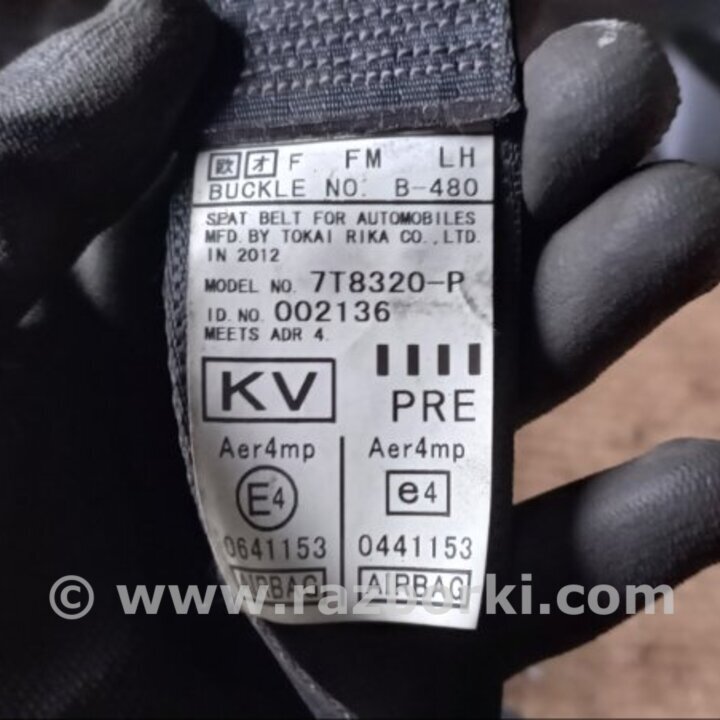 欧 オ F FM LH
BUCKLE NO: B-480
SEAT BELT FOR AUTOMOBILES
MFD. BY TOKAI RIKA CO., LTD.
IN 2012
MODEL NO. 7T8320-P
ID. NO. 002136
MEETS ADR 4.
KV
PRE
Aer4mp Aer4mp
E4 e4
0641153 0441153
AIRBAG AIRBAG
© www.razborki.com